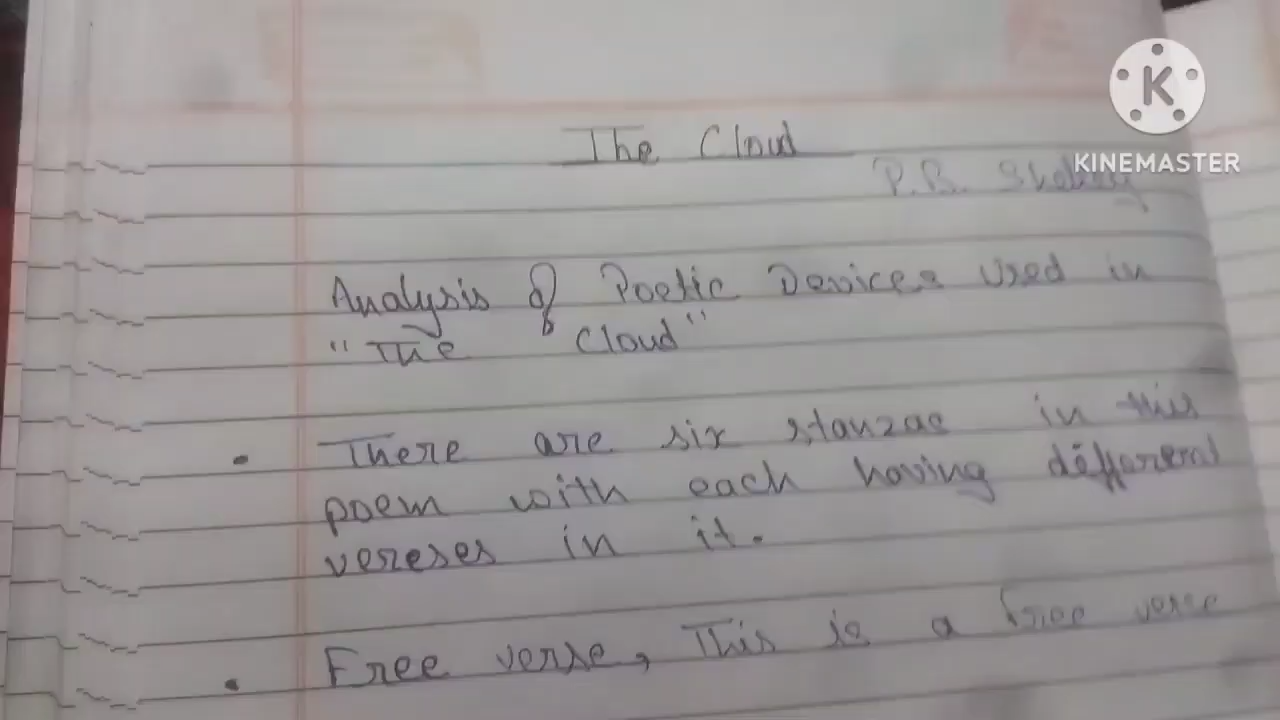 K
KINEMASTER
The Cloud
P.B. Shelley
Analysis of Poetic Devices used in
"The Cloud"
• There are six stanzae in this
poem with each having different
vereses in it.
• Free verse, This is a free verse